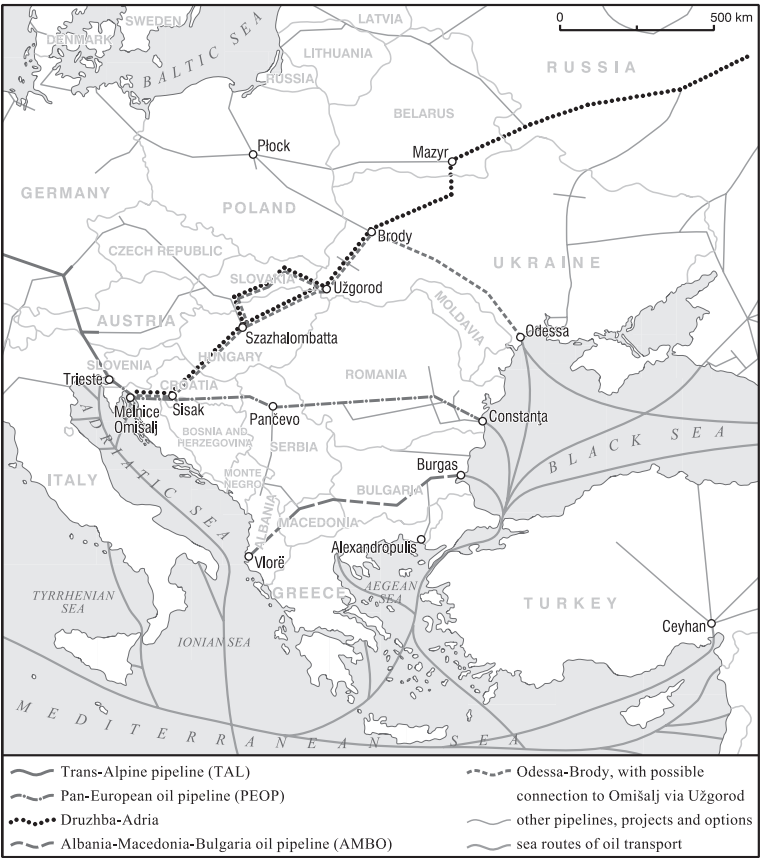 SWEDEN
LATVIA
0 500 km
DENMARK
BALTIC SEA
LITHUANIA
RUSSIA
RUSSIA
BELARUS
Płock
Mazyr
GERMANY
POLAND
Brody
CZECH REPUBLIC
UKRAINE
SLOVAKIA
Užgorod
MOLDAVIA
AUSTRIA
Szazhalombatta
Odessa
HUNGARY
SLOVENIA
ROMANIA
Trieste
CROATIA
Melnice
Omišalj
Sisak
Pančevo
Constanţa
BOSNIA AND
HERZEGOVINA
SERBIA
BLACK SEA
ADRIATIC SEA
ITALY
MONTE
NEGRO
Burgas
BULGARIA
ALBANIA
MACEDONIA
Alexandropulis
Vlorë
GREECE
AEGEAN
SEA
TYRRHENIAN
SEA
TURKEY
Ceyhan
IONIAN SEA
MEDITERRANEAN SEA
Trans-Alpine pipeline (TAL)
Pan-European oil pipeline (PEOP)
Druzhba-Adria
Albania-Macedonia-Bulgaria oil pipeline (AMBO)
Odessa-Brody, with possible
connection to Omišalj via Užgorod
other pipelines, projects and options
sea routes of oil transport